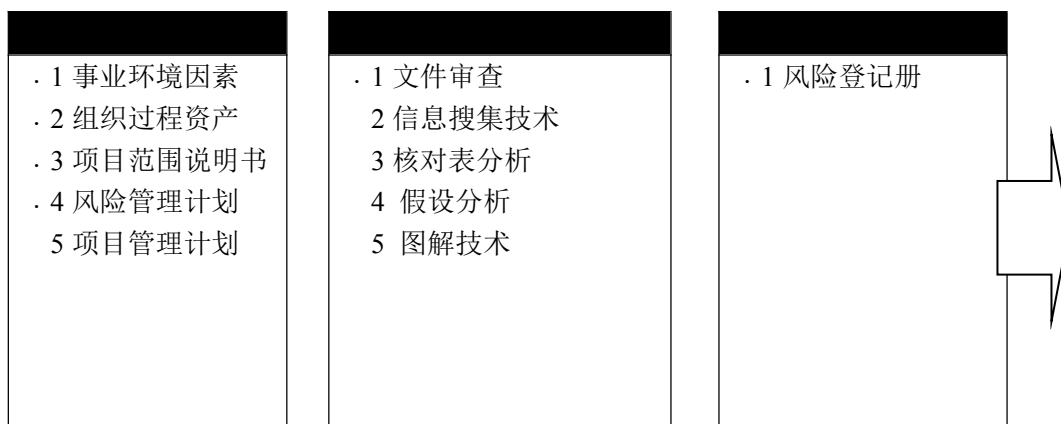 . 1 事业环境因素
. 2 组织过程资产
. 3 项目范围说明书
. 4 风险管理计划
5 项目管理计划
. 1 文件审查
2 信息搜集技术
3 核对表分析
4 假设分析
5 图解技术
. 1 风险登记册